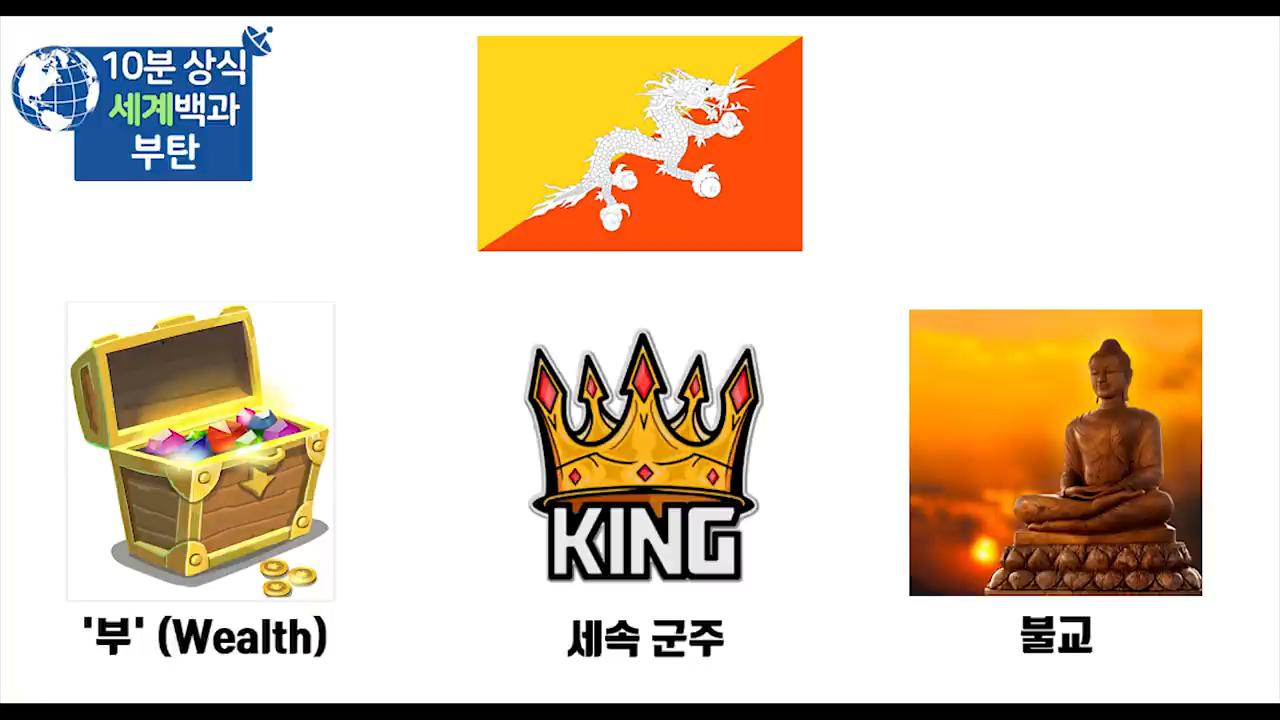 10분 상식
세계백과
부탄
KING
'부' (Wealth)
세속 군주
불교